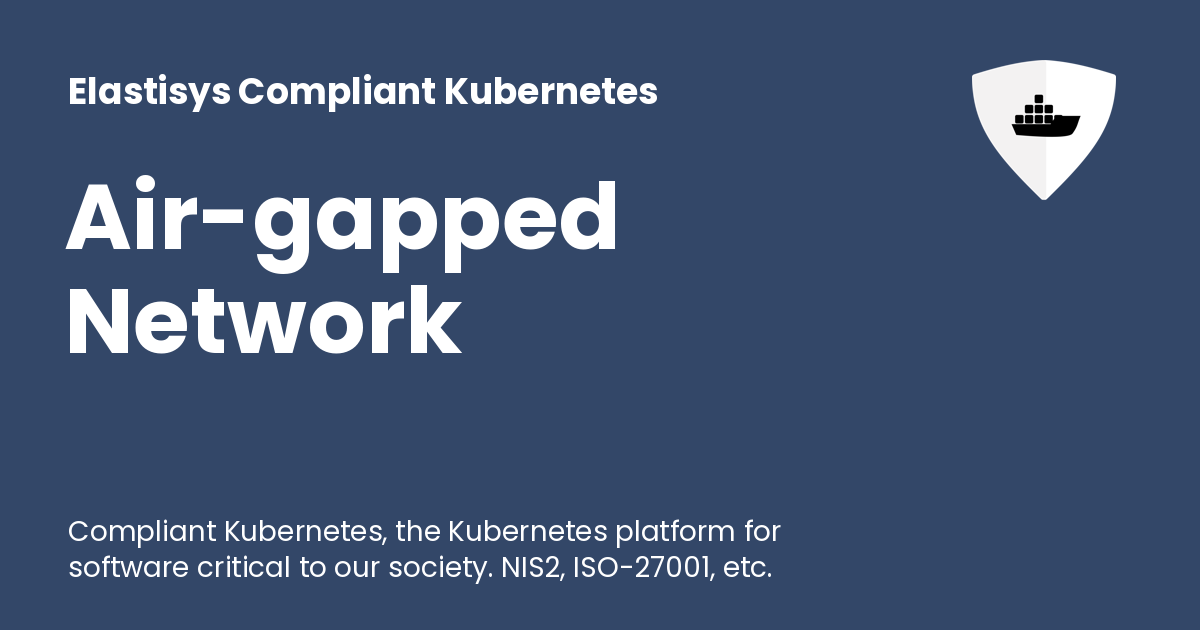 Elastisys Compliant Kubernetes
Air-gapped
Network
Compliant Kubernetes, the Kubernetes platform for
software critical to our society. NIS2, ISO-27001, etc.